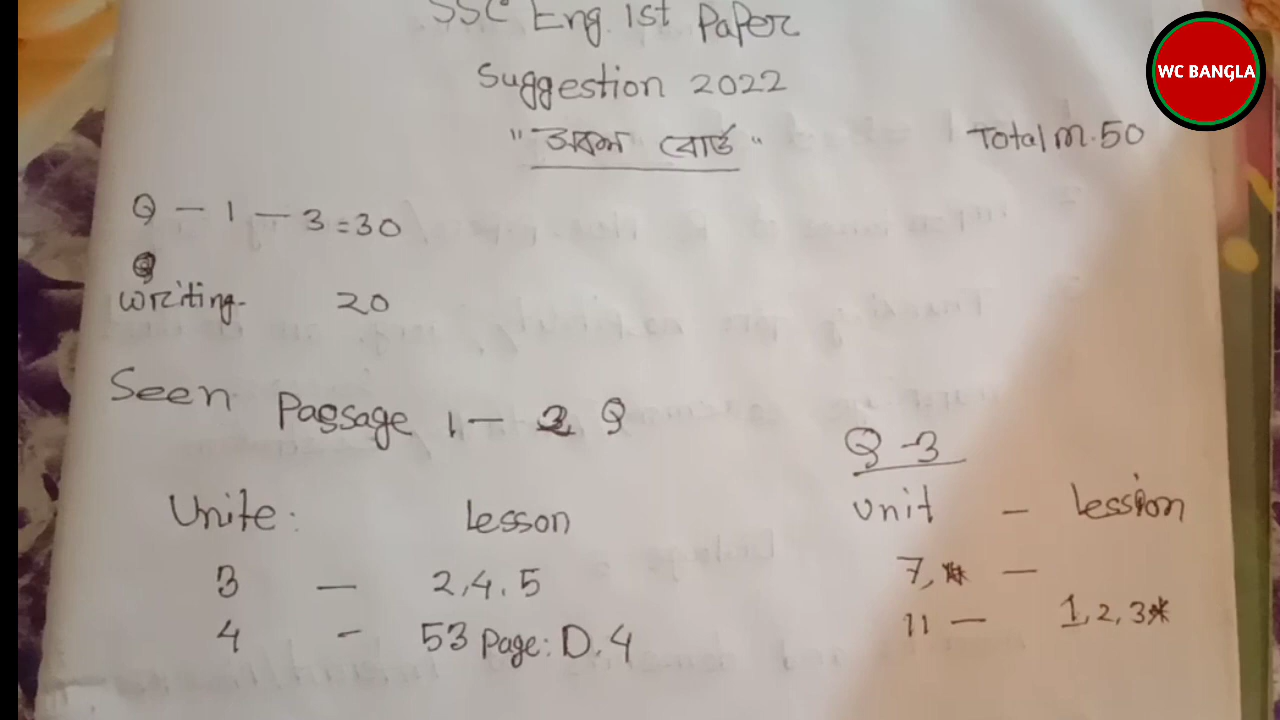 SSC Eng 1st Paper
WC BANGLA
Suggestion 2022
"সকল বোর্ড"
Total M. 50
Q - 1 - 3 = 30
Writing- 20
Seen Passage 1 - 2 Q
Q - 3
Unite: Lesson
Unit - Lession
3 - 2, 4, 5
7, -
4 - 53 Page: D, 4
11 - 1, 2, 3*